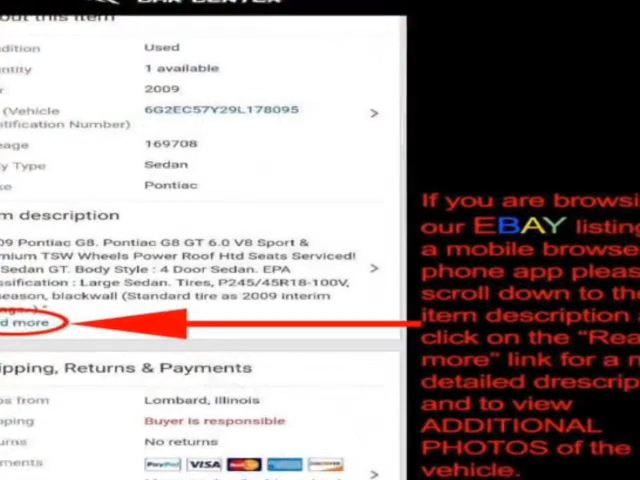 CAR CENTER
out this item
dition
Used
ntity
1 available
r
2009
(Vehicle
tification Number)
6G2EC57Y29L178095
eage
169708
y Type
Sedan
ke
Pontiac
m description
09 Pontiac G8. Pontiac G8 GT 6.0 V8 Sport &
mium TSW Wheels Power Roof Htd Seats Serviced!
Sedan GT. Body Style : 4 Door Sedan. EPA
ssification : Large Sedan. Tires, P245/45R18-100V,
season, blackwall (Standard tire as 2009 interim
d more
ipping, Returns & Payments
s from
Lombard, Illinois
ping
Buyer is responsible
urns
No returns
ments
PayPal VISA DISCOVER
If you are browsi
our EBAY listing
a mobile browse
phone app pleas
scroll down to th
item description a
click on the “Rea
more” link for a m
detailed drescrip
and to view
ADDITIONAL
PHOTOS of the
vehicle.